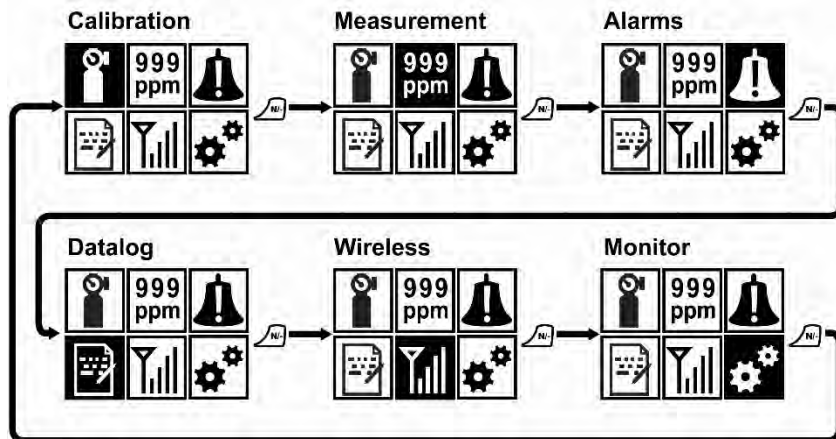 Calibration
999
ppm
N/-
Measurement
999
ppm
N/-
Alarms
999
ppm
N/-
Datalog
999
ppm
N/-
Wireless
999
ppm
N/-
Monitor
999
ppm
N/-